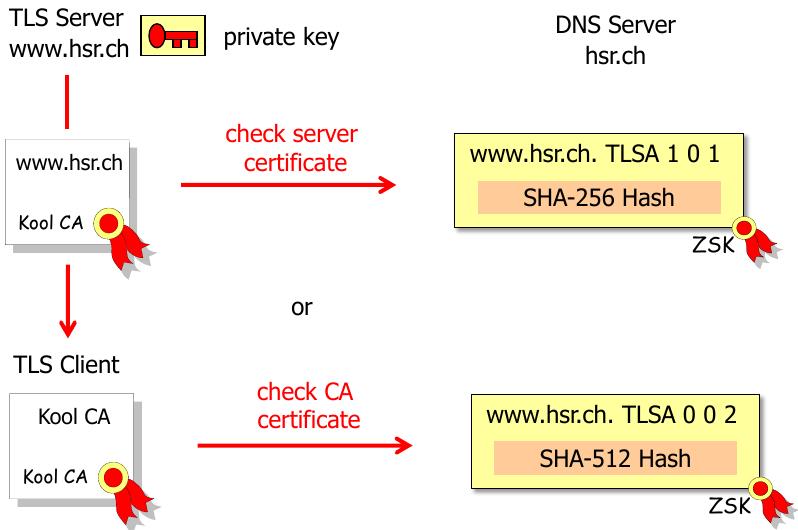 TLS Server
www.hsr.ch
private key
DNS Server
hsr.ch
check server
certificate
www.hsr.ch
Kool CA
www.hsr.ch. TLSA 1 0 1
SHA-256 Hash
ZSK
or
TLS Client
check CA
certificate
Kool CA
Kool CA
www.hsr.ch. TLSA 0 0 2
SHA-512 Hash
ZSK